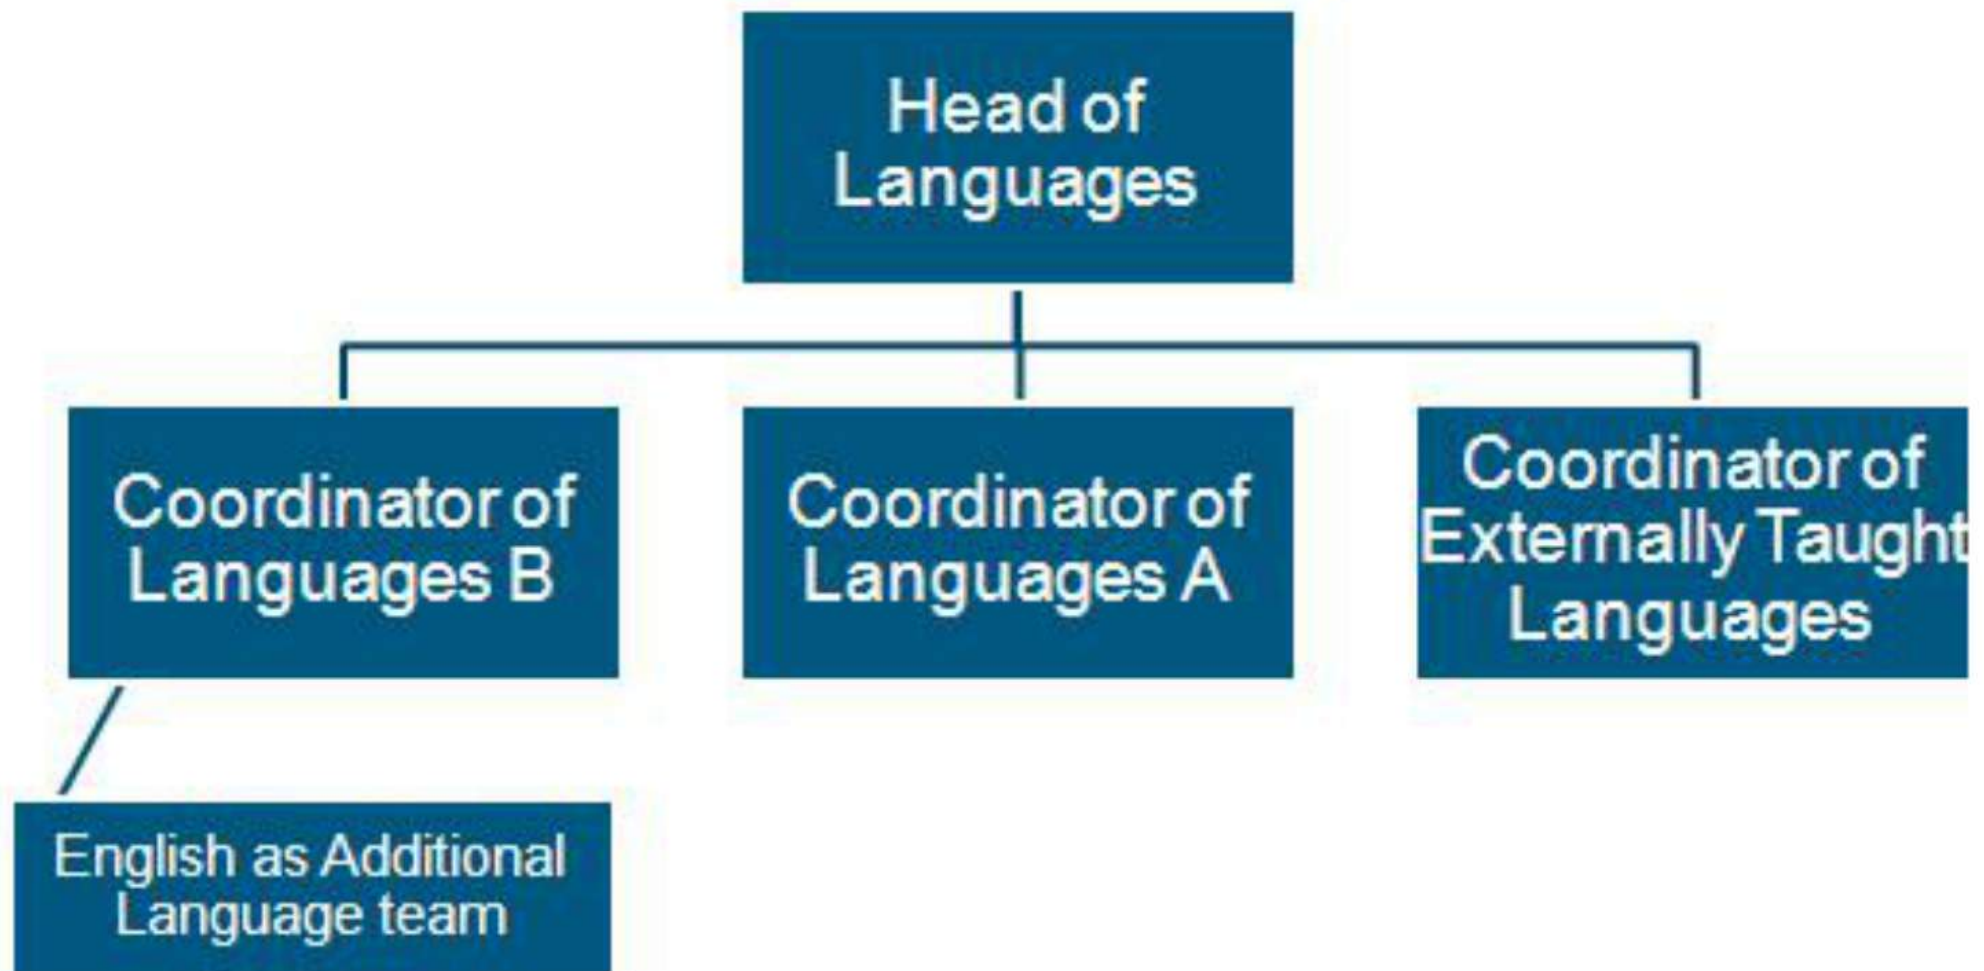 Head of
Languages
Coordinator of
Languages B
Coordinator of
Languages A
Coordinator of
Externally Taught
Languages
English as Additional
Language team